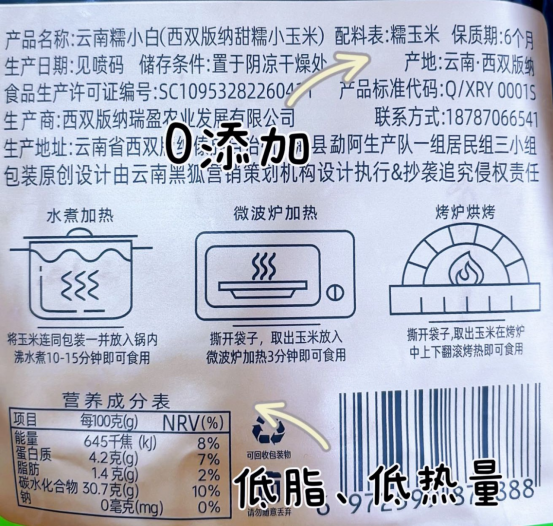 产品名称:云南糯小白(西双版纳甜糯小玉米) 配料表:糯玉米 保质期:6个月
生产日期:见喷码 储存条件:置于阴凉干燥处 产地:云南·西双版纳
食品生产许可证编号:SC1095328226 产品标准代码:Q/XRY 0001S
生产商:西双版纳瑞盈农业发展有限公司 联系方式:18787066541
0添加
生产地址:云南省西双版 县勐阿生产队一组居民组三小组
包装原创设计由云南黑狐营销策划机构设计执行&抄袭追究侵权责任
水煮加热 微波炉加热 烤炉烘烤
将玉米连同包装一并放入锅内 撕开袋子，取出玉米放入 撕开袋子,取出玉米在烤炉
沸水煮10-15分钟即可食用 微波炉加热3分钟即可食用 中上下翻滚烤热即可食用
营养成分表
项目 每100克(g) NRV(%)
能量 645千焦 (kJ) 8%
蛋白质 4.2克(g) 7%
脂肪 1.4克(g) 2%
碳水化合物 30.7克(g) 10%
钠 0毫克(mg) 0%
可回收包装物
低脂、低热量
请勿随意丢弃